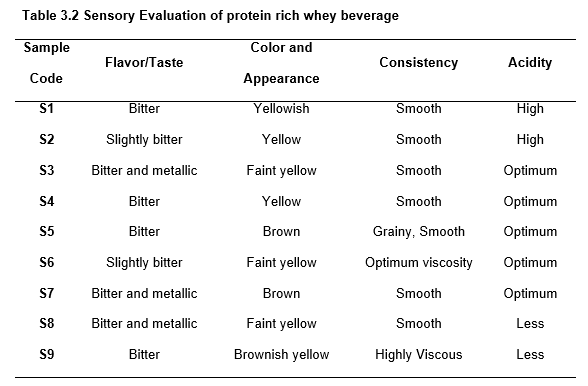 Table 3.2 Sensory Evaluation of protein rich whey beverage
Sample Code Flavor/Taste Color and Appearance Consistency Acidity
S1 Bitter Yellowish Smooth High
S2 Slightly bitter Yellow Smooth High
S3 Bitter and metallic Faint yellow Smooth Optimum
S4 Bitter Yellow Smooth Optimum
S5 Bitter Brown Grainy, Smooth Optimum
S6 Slightly bitter Faint yellow Optimum viscosity Optimum
S7 Bitter and metallic Brown Smooth Optimum
S8 Bitter and metallic Faint yellow Smooth Less
S9 Bitter Brownish yellow Highly Viscous Less